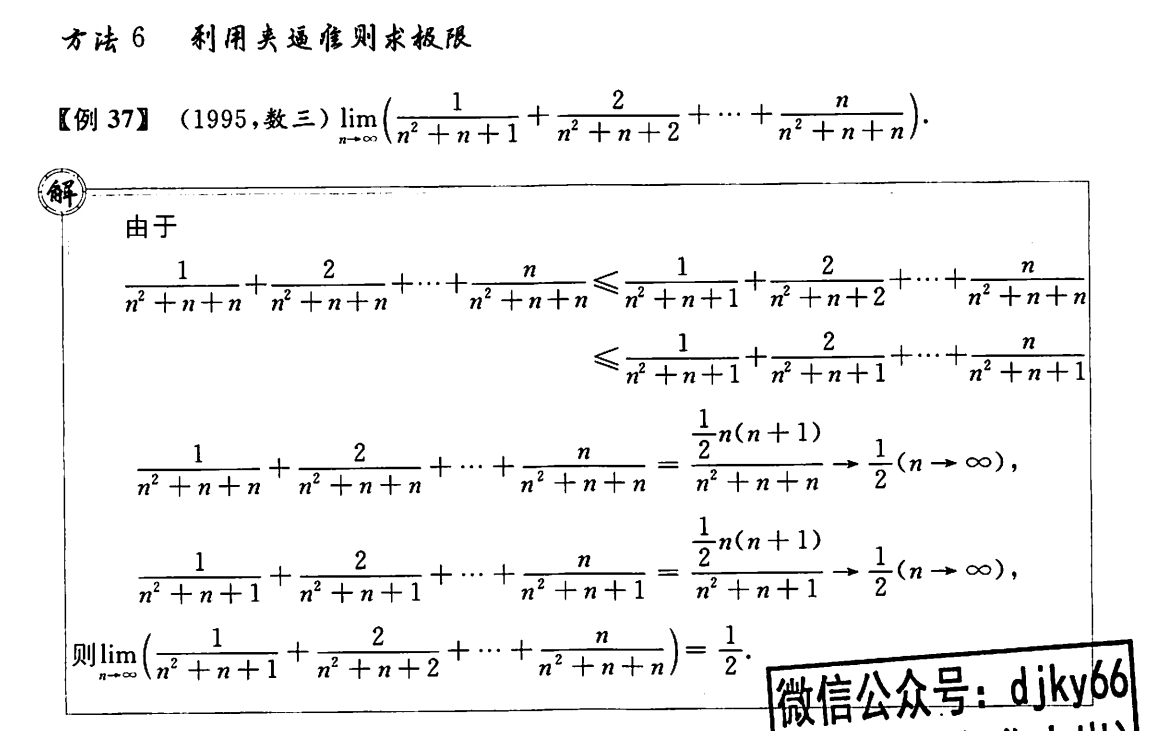 方法 6 利用夹逼准则求极限
【例 37】 (1995,数三) $\lim_{n\to\infty}\left(\frac{1}{n^2+n+1}+\frac{2}{n^2+n+2}+\cdots+\frac{n}{n^2+n+n}\right)$.
解
由于
$\frac{1}{n^2+n+n}+\frac{2}{n^2+n+n}+\cdots+\frac{n}{n^2+n+n}\leqslant\frac{1}{n^2+n+1}+\frac{2}{n^2+n+2}+\cdots+\frac{n}{n^2+n+n}$
$\leqslant\frac{1}{n^2+n+1}+\frac{2}{n^2+n+1}+\cdots+\frac{n}{n^2+n+1}$
$\frac{1}{n^2+n+n}+\frac{2}{n^2+n+n}+\cdots+\frac{n}{n^2+n+n}=\frac{\frac{1}{2}n(n+1)}{n^2+n+n}\to\frac{1}{2}(n\to\infty)$,
$\frac{1}{n^2+n+1}+\frac{2}{n^2+n+1}+\cdots+\frac{n}{n^2+n+1}=\frac{\frac{1}{2}n(n+1)}{n^2+n+1}\to\frac{1}{2}(n\to\infty)$,
则 $\lim_{n\to\infty}\left(\frac{1}{n^2+n+1}+\frac{2}{n^2+n+2}+\cdots+\frac{n}{n^2+n+n}\right)=\frac{1}{2}$.
微信公众号: djky66